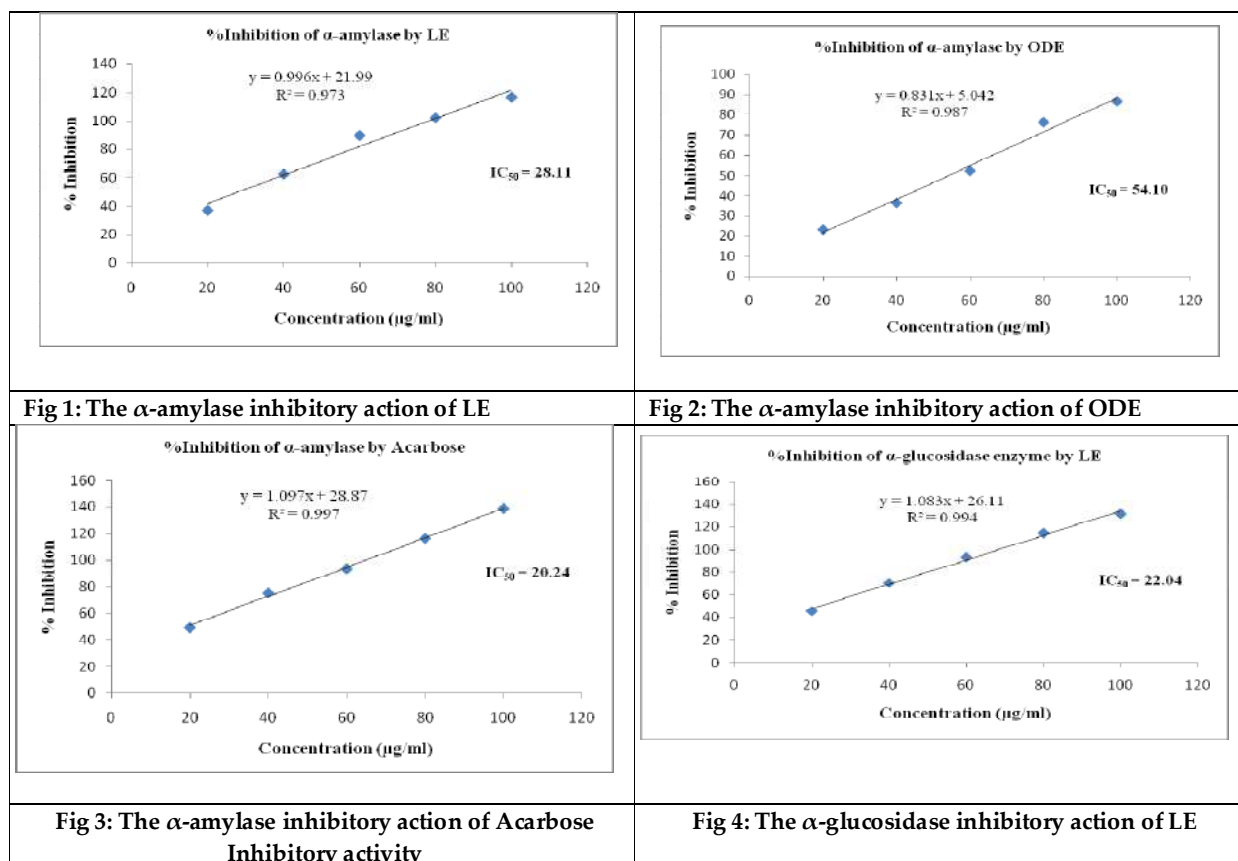 %Inhibition of α-amylase by LE
y = 0.996x + 21.99
R² = 0.973
IC50 = 28.11
% Inhibition
140
120
100
80
60
40
20
0
0 20 40 60 80 100 120
Concentration (µg/ml)
Fig 1: The α-amylase inhibitory action of LE
%Inhibition of α-amylase by ODE
y = 0.831x + 5.042
R² = 0.987
IC50 = 54.10
% Inhibition
100
90
80
70
60
50
40
30
20
10
0
0 20 40 60 80 100 120
Concentration (µg/ml)
Fig 2: The α-amylase inhibitory action of ODE
%Inhibition of α-amylase by Acarbose
y = 1.097x + 28.87
R² = 0.997
IC50 = 20.24
% Inhibition
160
140
120
100
80
60
40
20
0
0 20 40 60 80 100 120
Concentration (µg/ml)
Fig 3: The α-amylase inhibitory action of Acarbose
Inhibitory activity
%Inhibition of α-glucosidase enzyme by LE
y = 1.083x + 26.11
R² = 0.994
IC50 = 22.04
% Inhibition
160
140
120
100
80
60
40
20
0
0 20 40 60 80 100 120
Concentration (µg/ml)
Fig 4: The α-glucosidase inhibitory action of LE